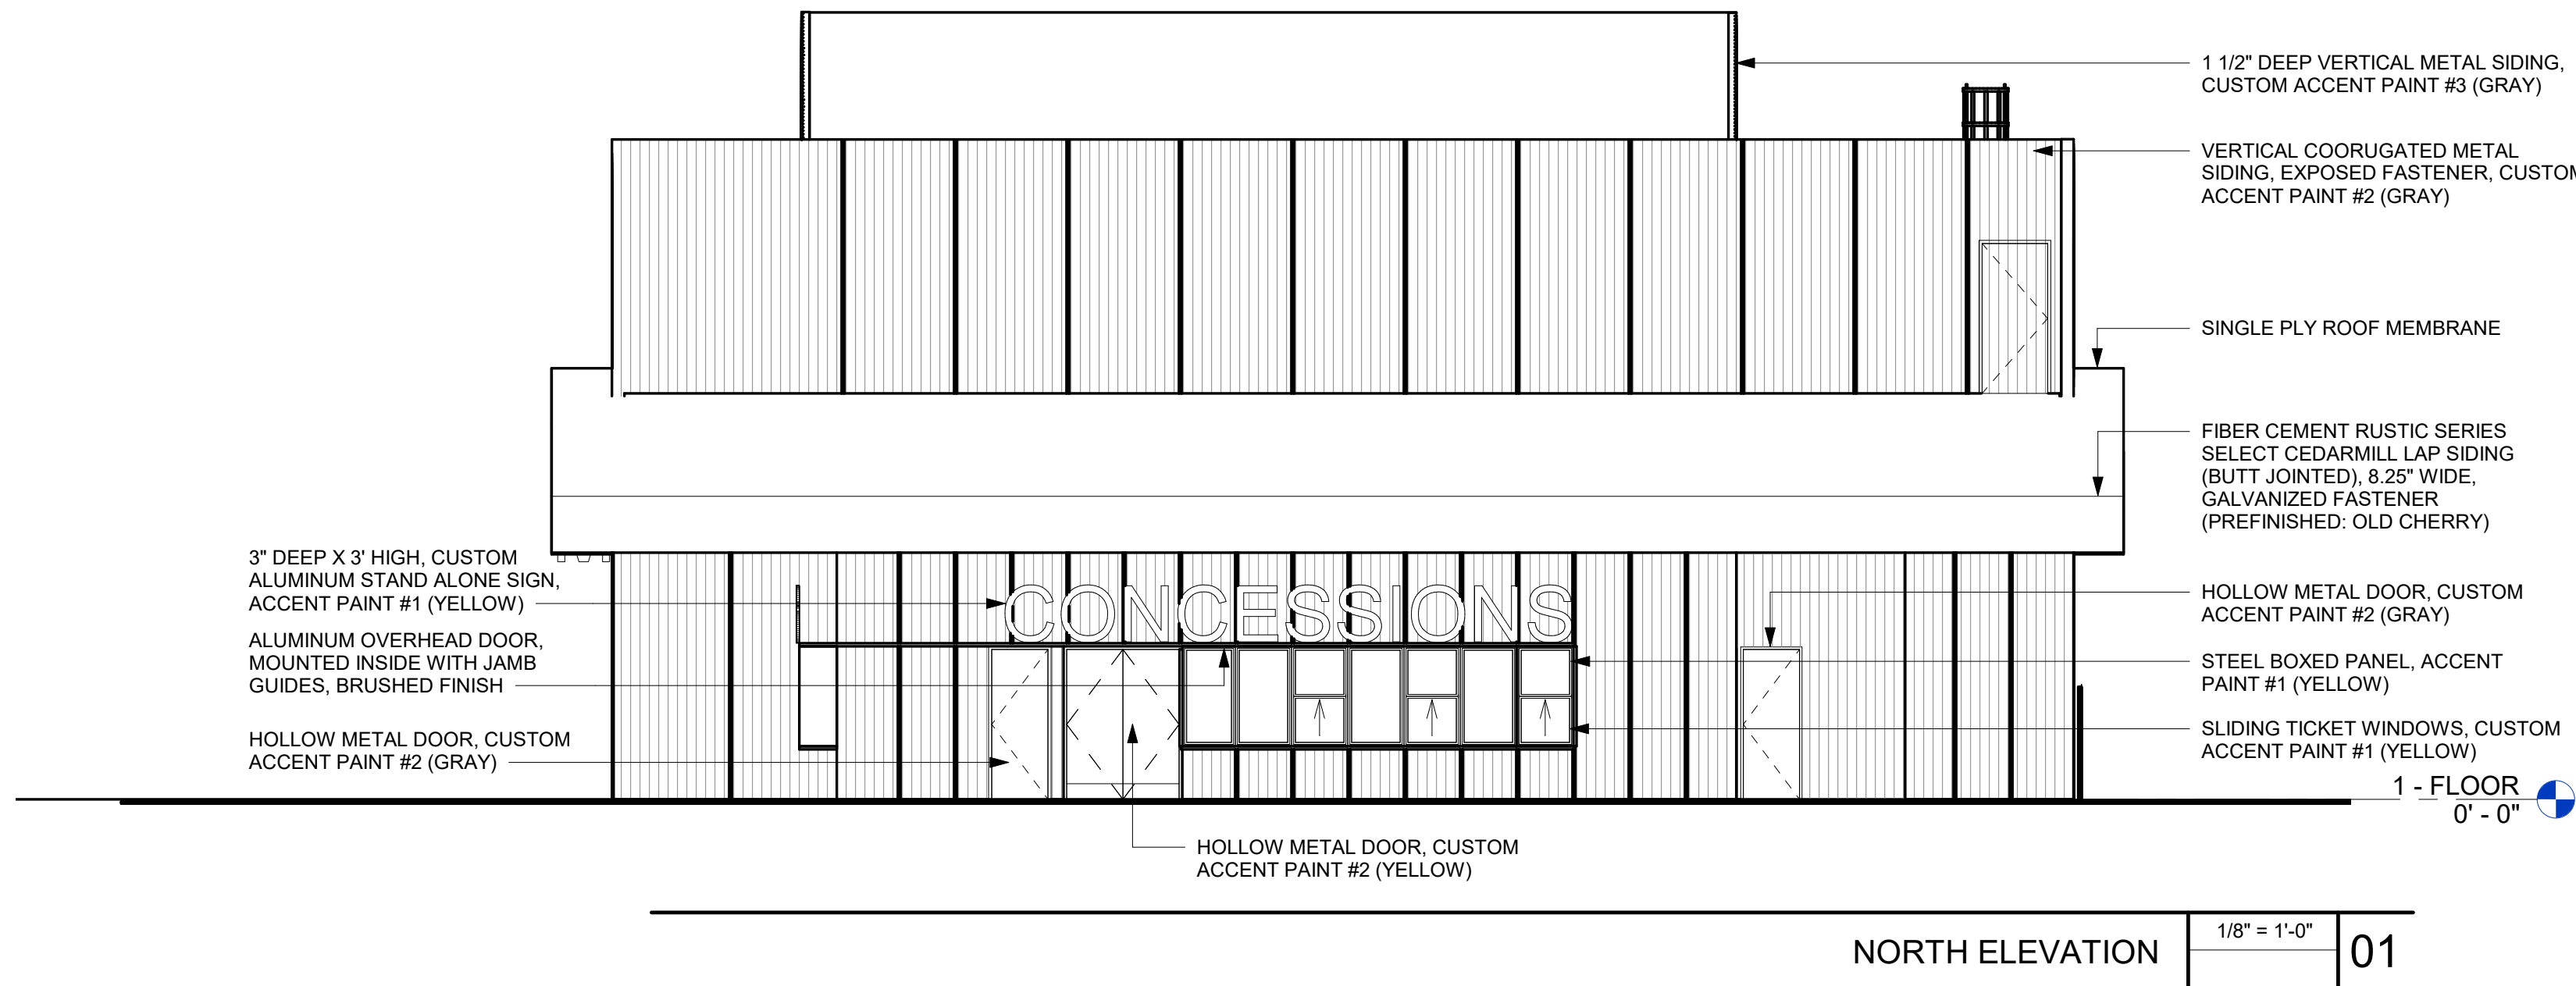 1 1/2" DEEP VERTICAL METAL SIDING,
CUSTOM ACCENT PAINT #3 (GRAY)
VERTICAL COORUGATED METAL
SIDING, EXPOSED FASTENER, CUSTOM
ACCENT PAINT #2 (GRAY)
SINGLE PLY ROOF MEMBRANE
FIBER CEMENT RUSTIC SERIES
SELECT CEDARMILL LAP SIDING
(BUTT JOINTED), 8.25" WIDE,
GALVANIZED FASTENER
(PREFINISHED: OLD CHERRY)
3" DEEP X 3' HIGH, CUSTOM
ALUMINUM STAND ALONE SIGN,
ACCENT PAINT #1 (YELLOW)
ALUMINUM OVERHEAD DOOR,
MOUNTED INSIDE WITH JAMB
GUIDES, BRUSHED FINISH
HOLLOW METAL DOOR, CUSTOM
ACCENT PAINT #2 (GRAY)
CONCESSIONS
HOLLOW METAL DOOR, CUSTOM
ACCENT PAINT #2 (GRAY)
STEEL BOXED PANEL, ACCENT
PAINT #1 (YELLOW)
SLIDING TICKET WINDOWS, CUSTOM
ACCENT PAINT #1 (YELLOW)
1 - FLOOR
0' - 0"
HOLLOW METAL DOOR, CUSTOM
ACCENT PAINT #2 (YELLOW)
NORTH ELEVATION
1/8" = 1'-0"
01